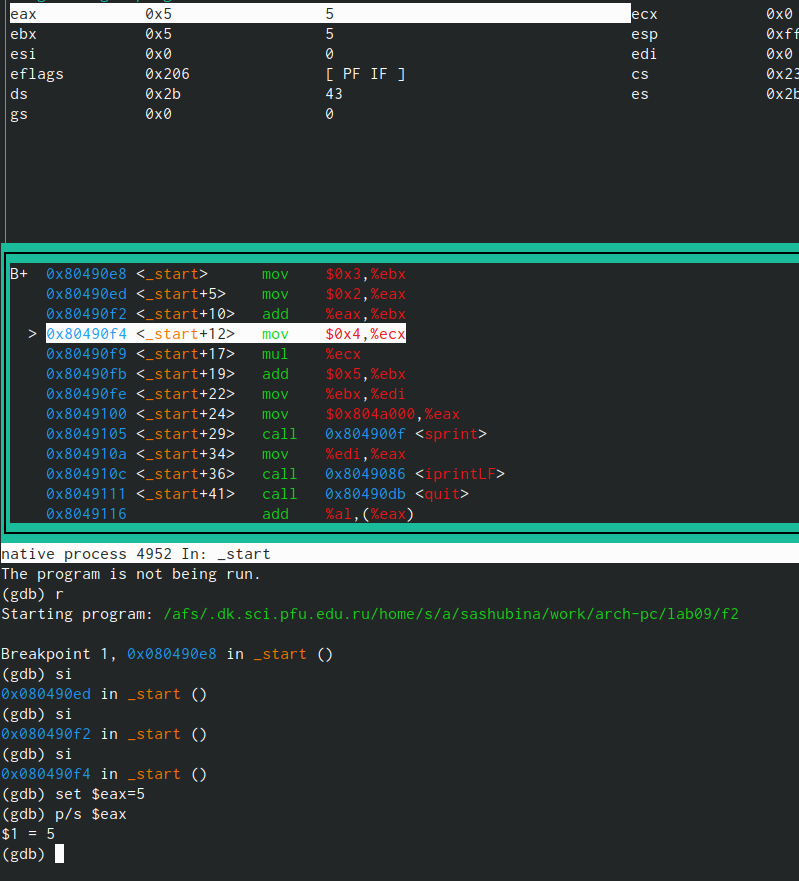 eax 0x5 5 ecx 0x0
ebx 0x5 5 esp 0xff
esi 0x0 0 edi 0x0
eflags 0x206 [ PF IF ] cs 0x23
ds 0x2b 43 es 0x2b
gs 0x0 0
B+ 0x80490e8 <_start> mov $0x3,%ebx
0x80490ed <_start+5> mov $0x2,%eax
0x80490f2 <_start+10> add %eax,%ebx
> 0x80490f4 <_start+12> mov $0x4,%ecx
0x80490f9 <_start+17> mul %ecx
0x80490fb <_start+19> add $0x5,%ebx
0x80490fe <_start+22> mov %ebx,%edi
0x8049100 <_start+24> mov $0x804a000,%eax
0x8049105 <_start+29> call 0x804900f <sprint>
0x804910a <_start+34> mov %edi,%eax
0x804910c <_start+36> call 0x8049086 <iprintLF>
0x8049111 <_start+41> call 0x80490db <quit>
0x8049116 add %al,(%eax)
native process 4952 In: _start
The program is not being run.
(gdb) r
Starting program: /afs/.dk.sci.pfu.edu.ru/home/s/a/sashubina/work/arch-pc/lab09/f2
Breakpoint 1, 0x080490e8 in _start ()
(gdb) si
0x080490ed in _start ()
(gdb) si
0x080490f2 in _start ()
(gdb) si
0x080490f4 in _start ()
(gdb) set $eax=5
(gdb) p/s $eax
$1 = 5
(gdb)